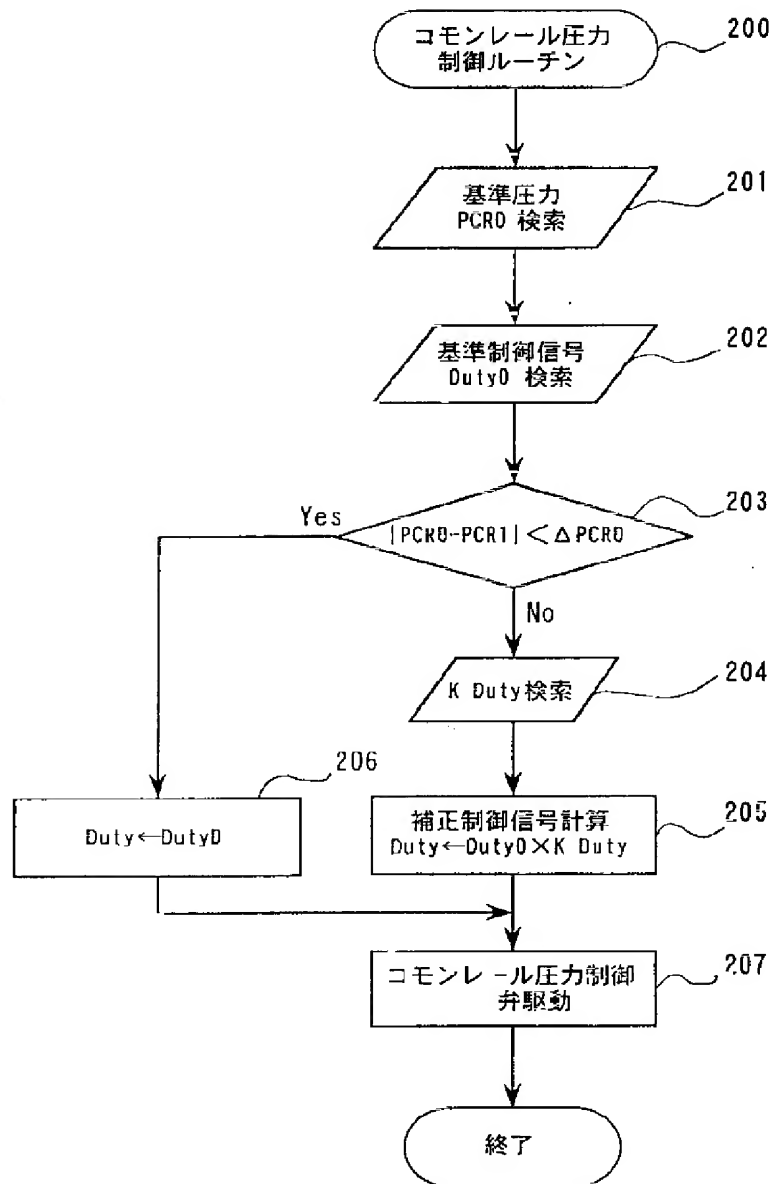 コモンレール圧力
制御ルーチン
200
基準圧力
PCR0 検索
201
基準制御信号
Duty0 検索
202
|PCR0-PCR1|<ΔPCR0
203
Yes
No
K Duty検索
204
Duty←Duty0
206
補正制御信号計算
Duty←Duty0×K Duty
205
コモンレール圧力制御
弁駆動
207
終了